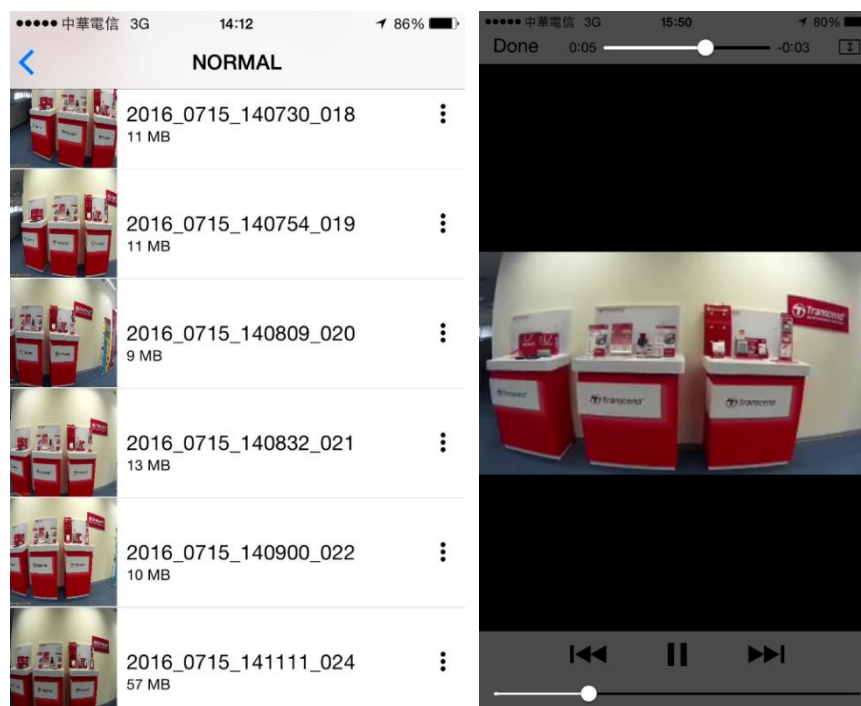 中華電信 3G 14:12 86%
NORMAL
2016_0715_140730_018
11 MB
2016_0715_140754_019
11 MB
2016_0715_140809_020
9 MB
2016_0715_140832_021
13 MB
2016_0715_140900_022
10 MB
2016_0715_141111_024
57 MB
中華電信 3G 15:50 80%
Done 0:05 -0:03
Transcend
Transcend
Transcend
Transcend